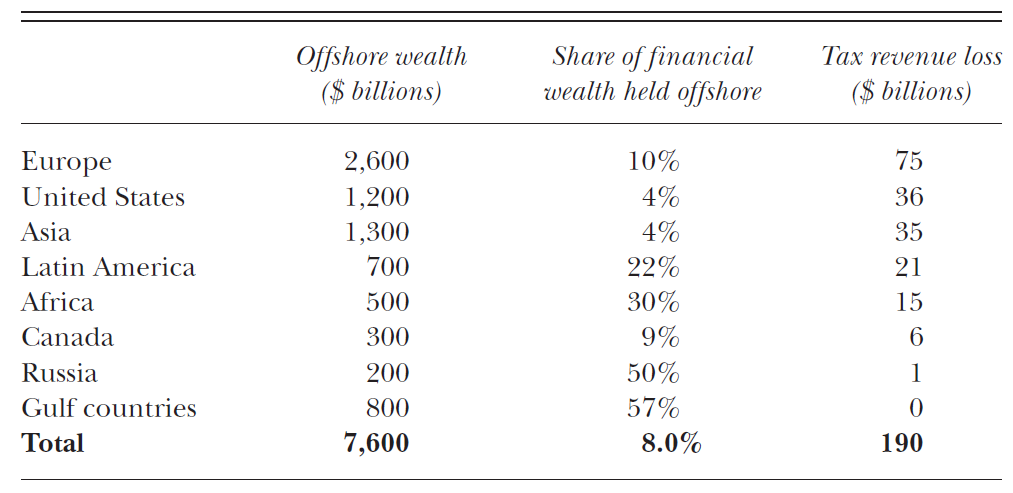 Offshore wealth Share of financial Tax revenue loss
($ billions) wealth held offshore ($ billions)
Europe 2,600 10% 75
United States 1,200 4% 36
Asia 1,300 4% 35
Latin America 700 22% 21
Africa 500 30% 15
Canada 300 9% 6
Russia 200 50% 1
Gulf countries 800 57% 0
Total 7,600 8.0% 190